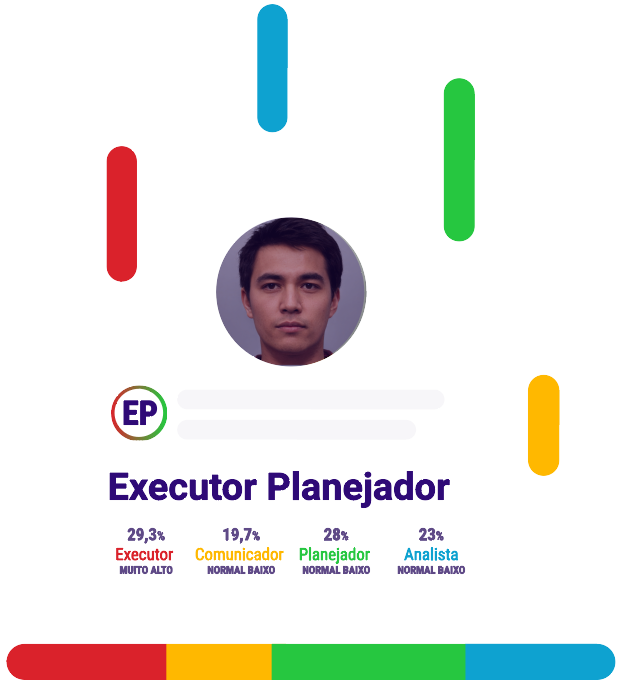 EP
Executor Planejador
29,3% 19,7% 28% 23%
Executor Comunicador Planejador Analista
MUITO ALTO NORMAL BAIXO NORMAL BAIXO NORMAL BAIXO